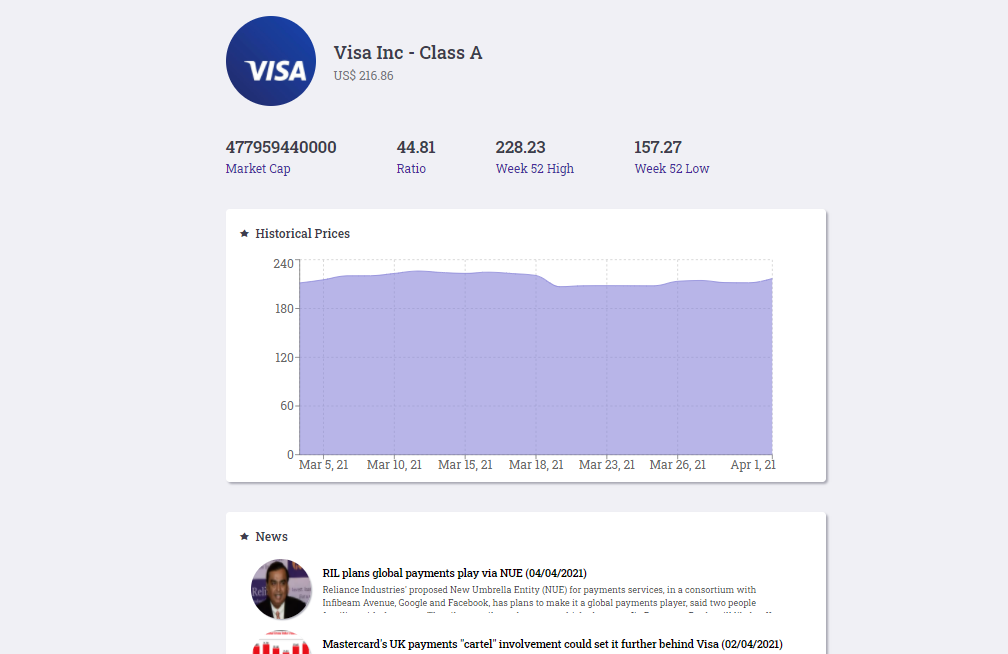 VISA
Visa Inc - Class A
US$ 216.86
477959440000
44.81
228.23
157.27
Market Cap
Ratio
Week 52 High
Week 52 Low
★ Historical Prices
240
180
120
60
0
Mar 5, 21
Mar 10, 21
Mar 15, 21
Mar 18, 21
Mar 23, 21
Mar 26, 21
Apr 1, 21
★ News
RIL plans global payments play via NUE (04/04/2021)
Reliance Industries' proposed New Umbrella Entity (NUE) for payments services, in a consortium with
Infibeam Avenue, Google and Facebook, has plans to make it a global payments player, said two people
Mastercard's UK payments "cartel" involvement could set it further behind Visa (02/04/2021)